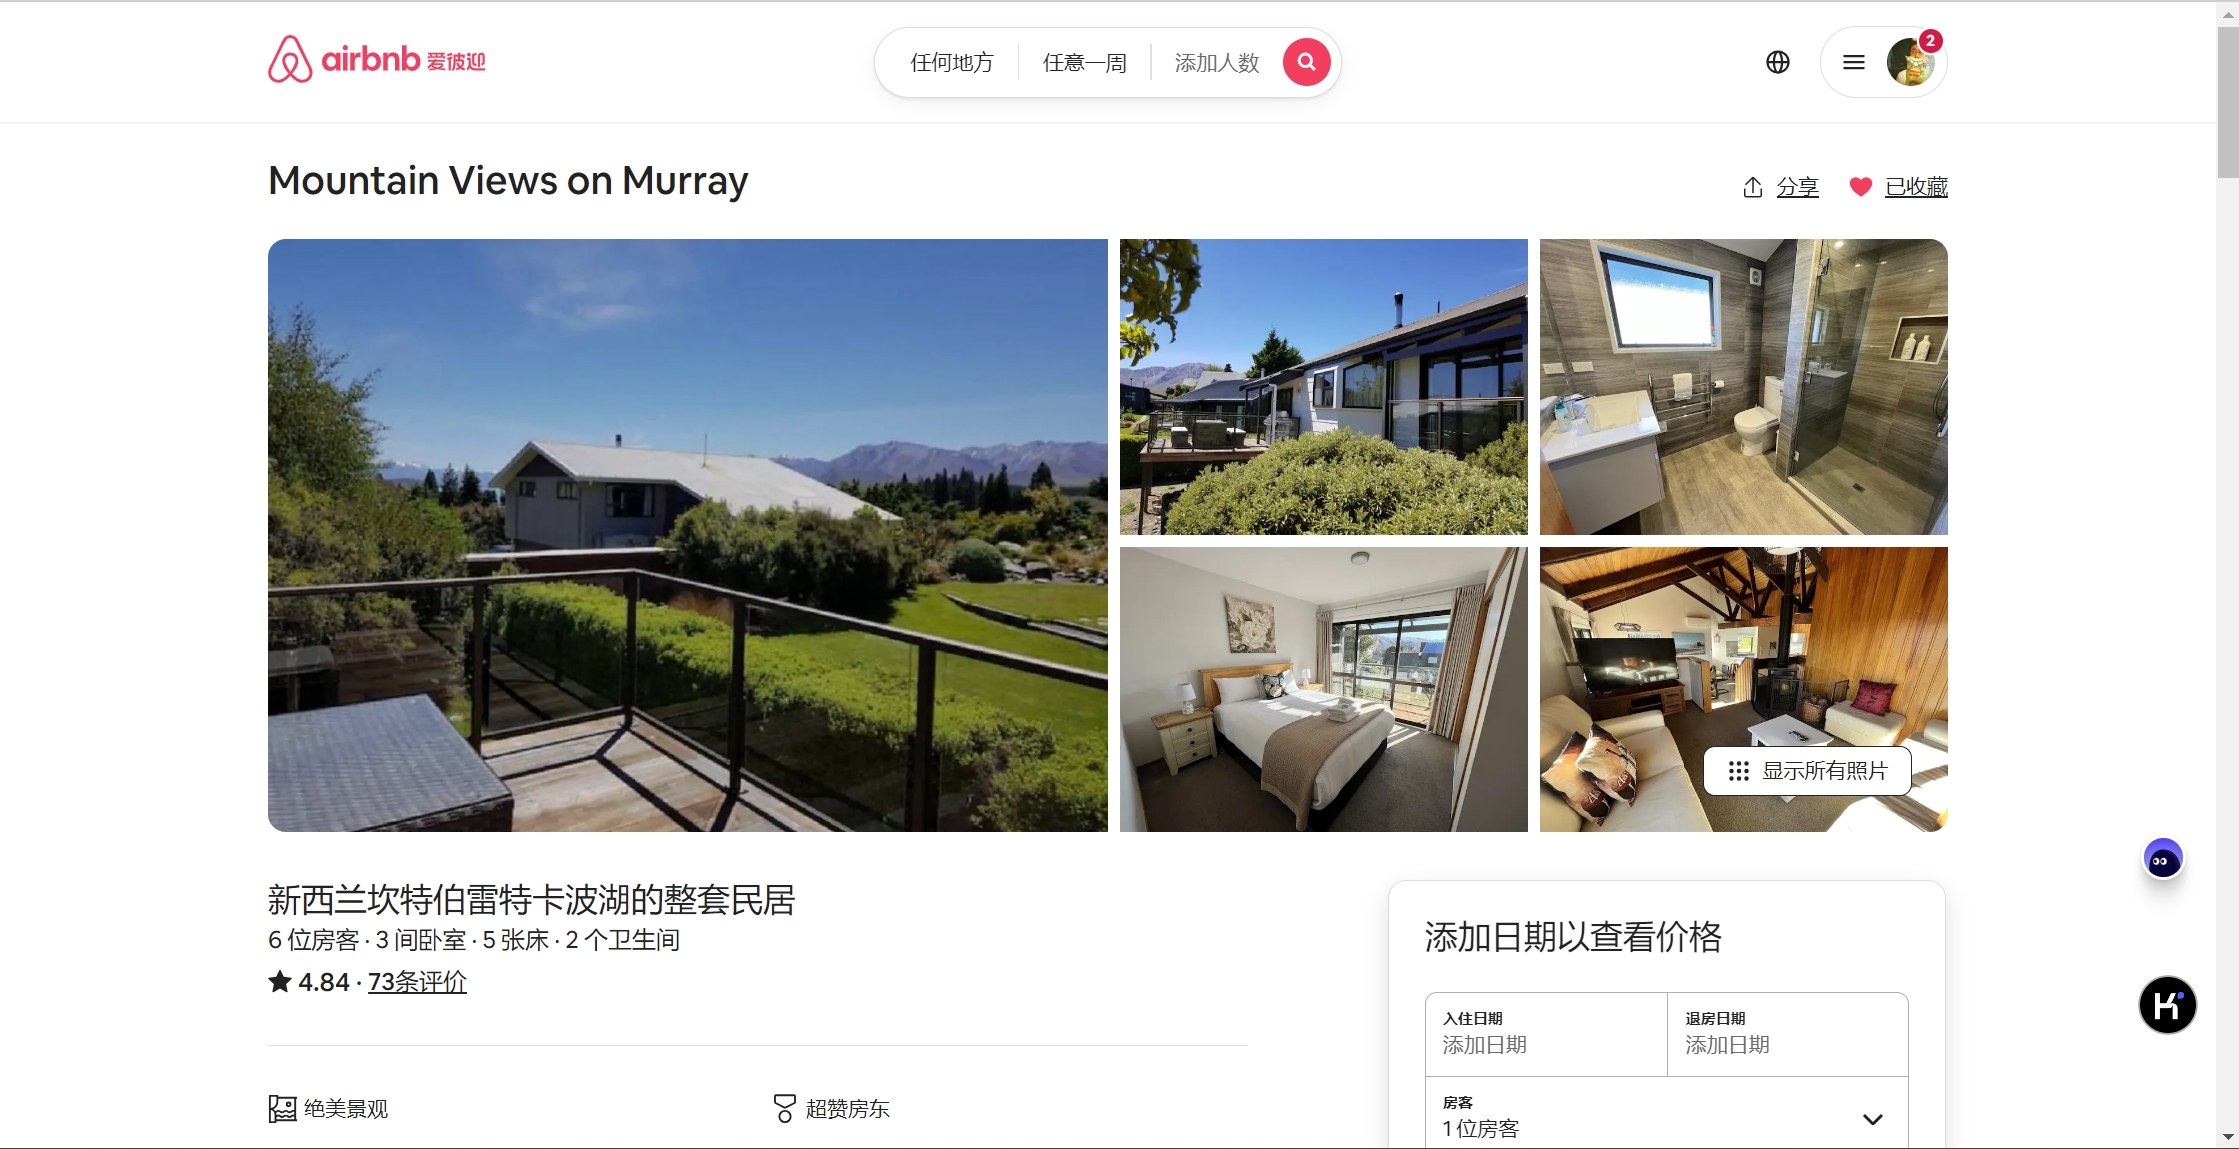 airbnb 爱彼迎
任何地方 任意一周 添加人数
2
Mountain Views on Murray
分享 已收藏
显示所有照片
新西兰坎特伯雷特卡波湖的整套民居
6 位房客 · 3 间卧室 · 5 张床 · 2 个卫生间
4.84 · 73条评价
绝美景观 超赞房东
添加日期以查看价格
入住日期 退房日期
添加日期 添加日期
房客
1 位房客
K